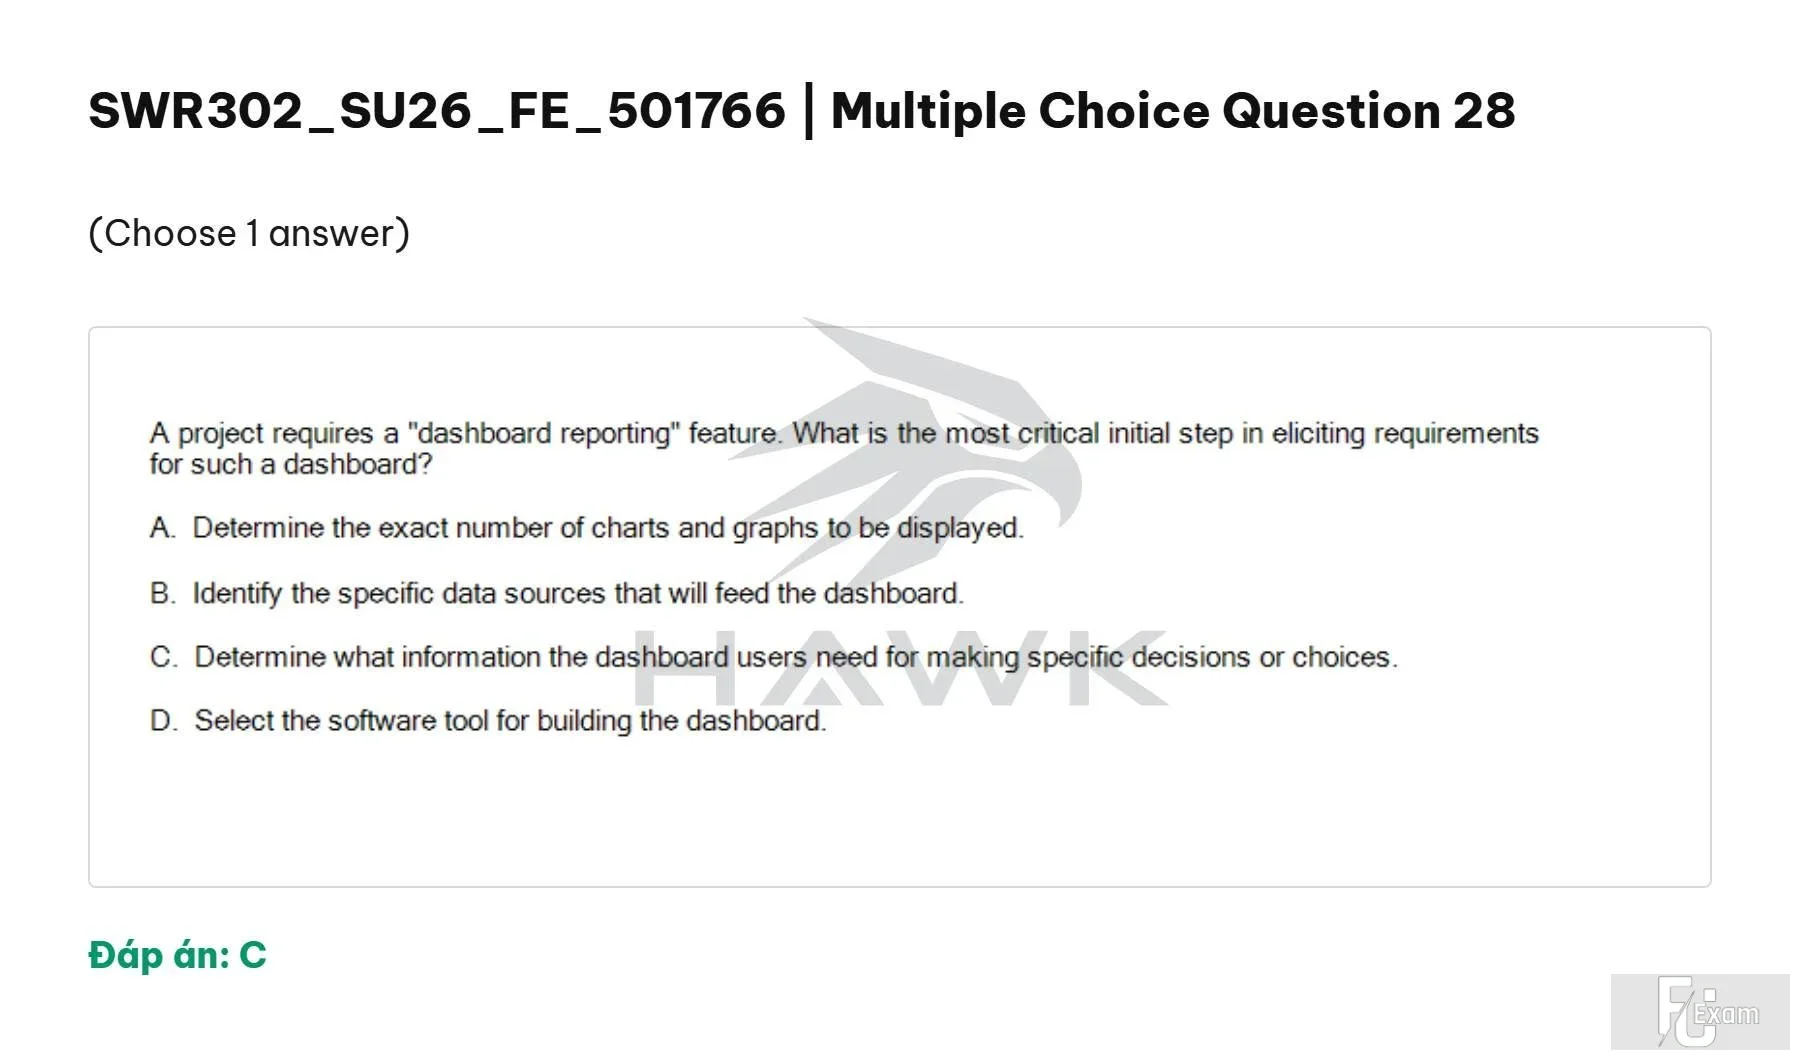 SWR302_SU26_FE_501766 | Multiple Choice Question 28
(Choose 1 answer)
A project requires a "dashboard reporting" feature. What is the most critical initial step in eliciting requirements
for such a dashboard?
A. Determine the exact number of charts and graphs to be displayed.
B. Identify the specific data sources that will feed the dashboard.
C. Determine what information the dashboard users need for making specific decisions or choices.
D. Select the software tool for building the dashboard.
HAWK
Đáp án: C
FU Exam